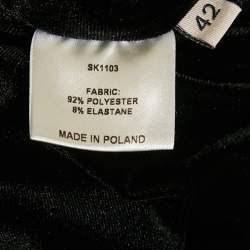 42
SK1103
FABRIC:
92% POLYESTER
8% ELASTANE
MADE IN POLAND